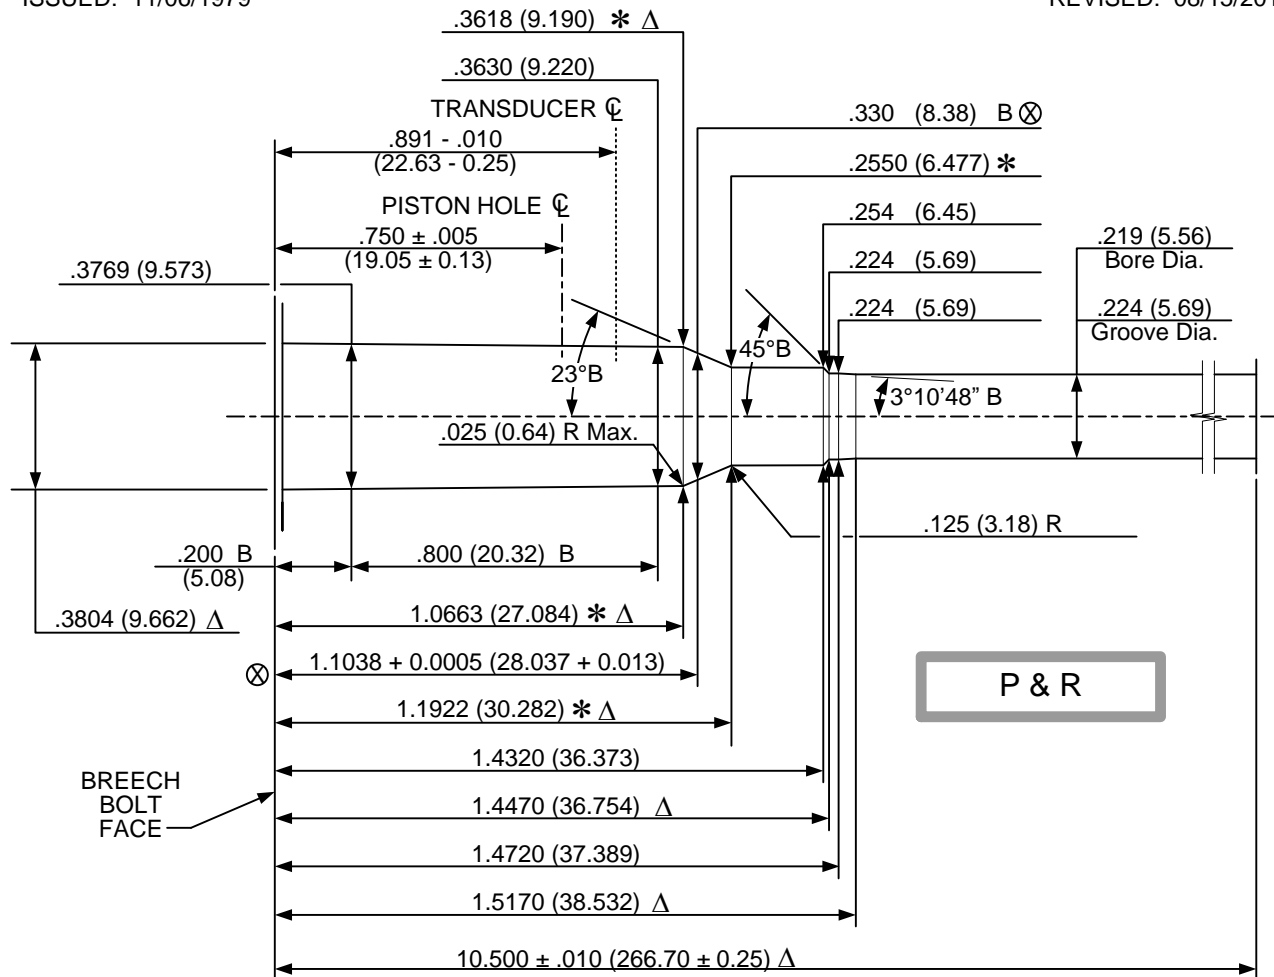 ISSUED: 11/06/1979
REVISED: 08/15/201
.3618 (9.190) * Δ
.3630 (9.220)
TRANSDUCER ℄
.891 - .010
(22.63 - 0.25)
PISTON HOLE ℄
.750 ± .005
(19.05 ± 0.13)
.3769 (9.573)
.330 (8.38) B ⊗
.2550 (6.477) *
.254 (6.45)
.224 (5.69)
.224 (5.69)
.219 (5.56)
Bore Dia.
.224 (5.69)
Groove Dia.
23°B
45°B
3°10'48" B
.025 (0.64) R Max.
.125 (3.18) R
.200 B
(5.08)
.800 (20.32) B
.3804 (9.662) Δ
1.0663 (27.084) * Δ
⊗ 1.1038 + 0.0005 (28.037 + 0.013)
P & R
1.1922 (30.282) * Δ
1.4320 (36.373)
BREECH
BOLT
FACE
1.4470 (36.754) Δ
1.4720 (37.389)
1.5170 (38.532) Δ
10.500 ± .010 (266.70 ± 0.25) Δ